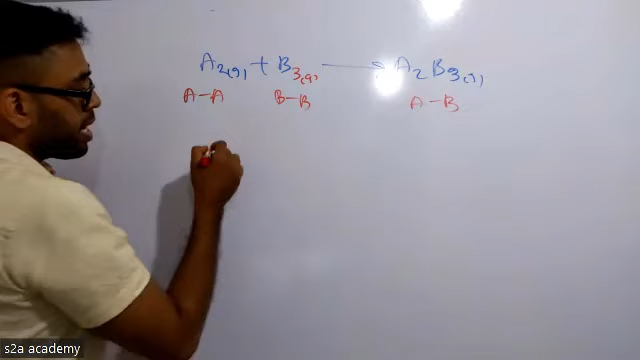 A₂(g) + B₃(g) → A₂B₃(g)
A-A B-B A-B
s2a academy